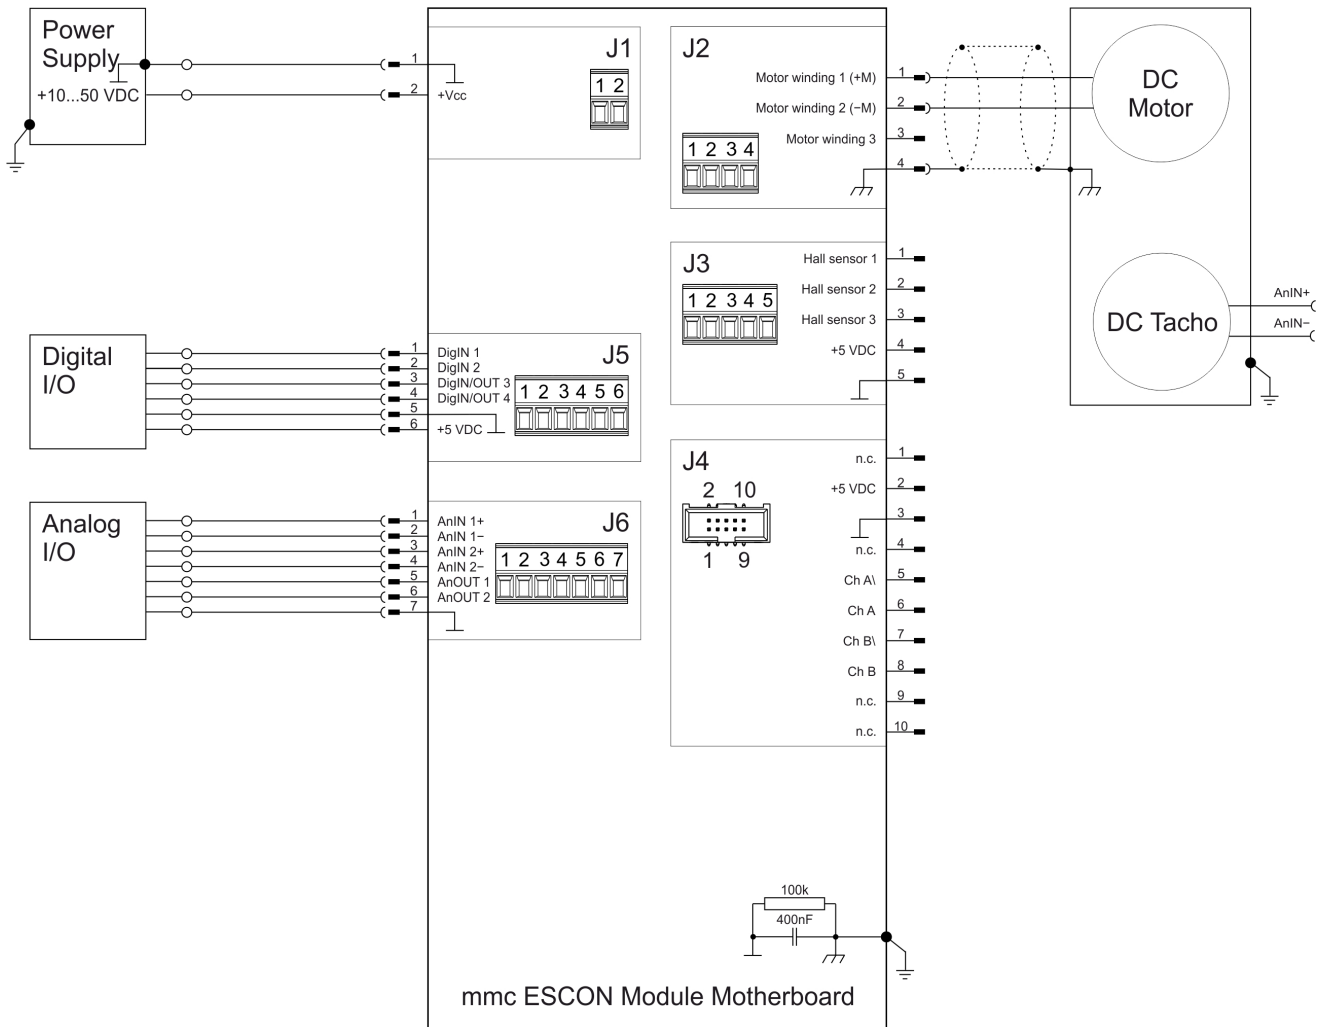 Power
Supply
+10...50 VDC
1
2
+Vcc
J1
1 2
J2
Motor winding 1 (+M)
1
Motor winding 2 (−M)
2
Motor winding 3
3
4
1 2 3 4
DC
Motor
J3
Hall sensor 1
1
Hall sensor 2
2
Hall sensor 3
3
+5 VDC
4
5
1 2 3 4 5
DC Tacho
AnIN+
AnIN−
Digital
I/O
1
DigIN 1
2
DigIN 2
3
DigIN/OUT 3
4
DigIN/OUT 4
5
6
+5 VDC
J5
1 2 3 4 5 6
J4
2 10
1 9
n.c.
1
+5 VDC
2
3
n.c.
4
Ch A\
5
Ch A
6
Ch B\
7
Ch B
8
n.c.
9
n.c.
10
Analog
I/O
1
AnIN 1+
2
AnIN 1−
3
AnIN 2+
4
AnIN 2−
5
AnOUT 1
6
AnOUT 2
7
J6
1 2 3 4 5 6 7
100k
400nF
mmc ESCON Module Motherboard